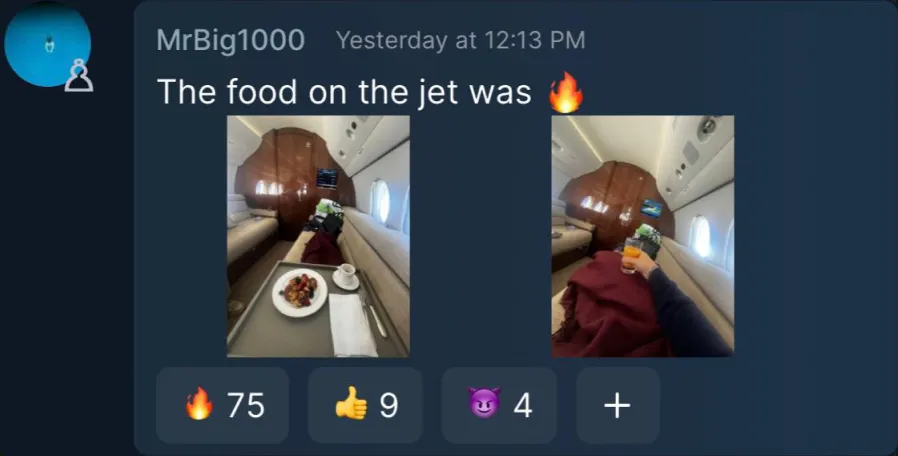 MrBig1000 Yesterday at 12:13 PM
The food on the jet was 🔥
🔥 75 👍 9 😈 4 +